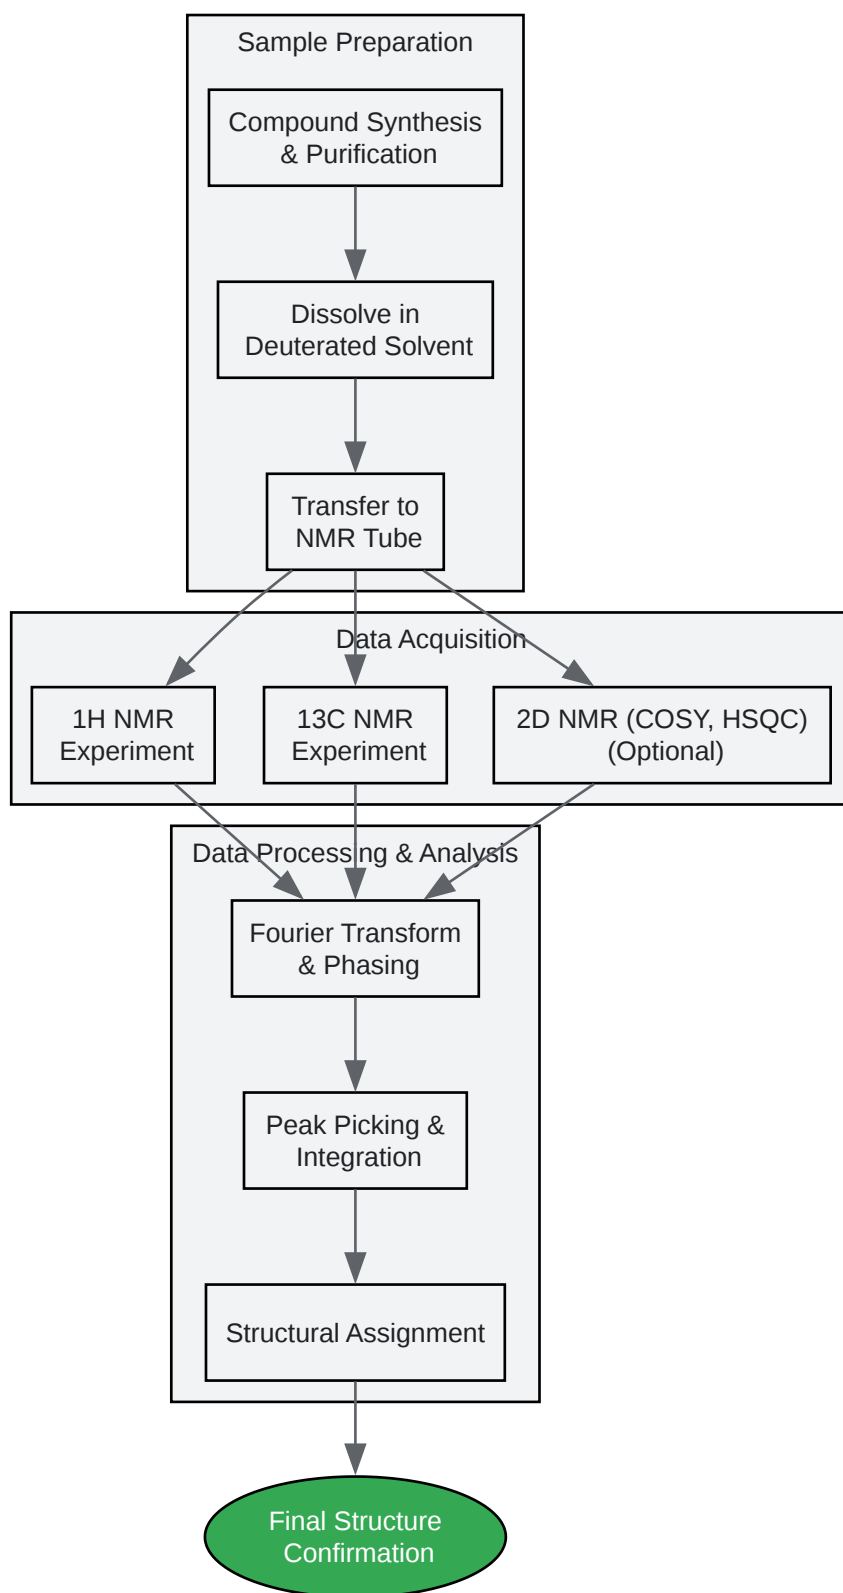 Sample Preparation
Compound Synthesis
& Purification
Dissolve in
Deuterated Solvent
Transfer to
NMR Tube
Data Acquisition
1H NMR
Experiment
13C NMR
Experiment
2D NMR (COSY, HSQC)
(Optional)
Data Processing & Analysis
Fourier Transform
& Phasing
Peak Picking &
Integration
Structural Assignment
Final Structure
Confirmation